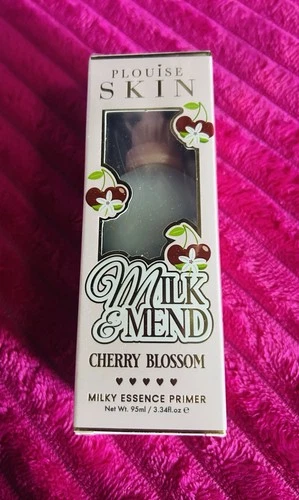 PLOUiSE
SKIN
MILK
& MEND
CHERRY BLOSSOM
♥ ♥ ♥ ♥ ♥
MILKY ESSENCE PRIMER
Net Wt. 95ml / 3.34fl.oz ℮